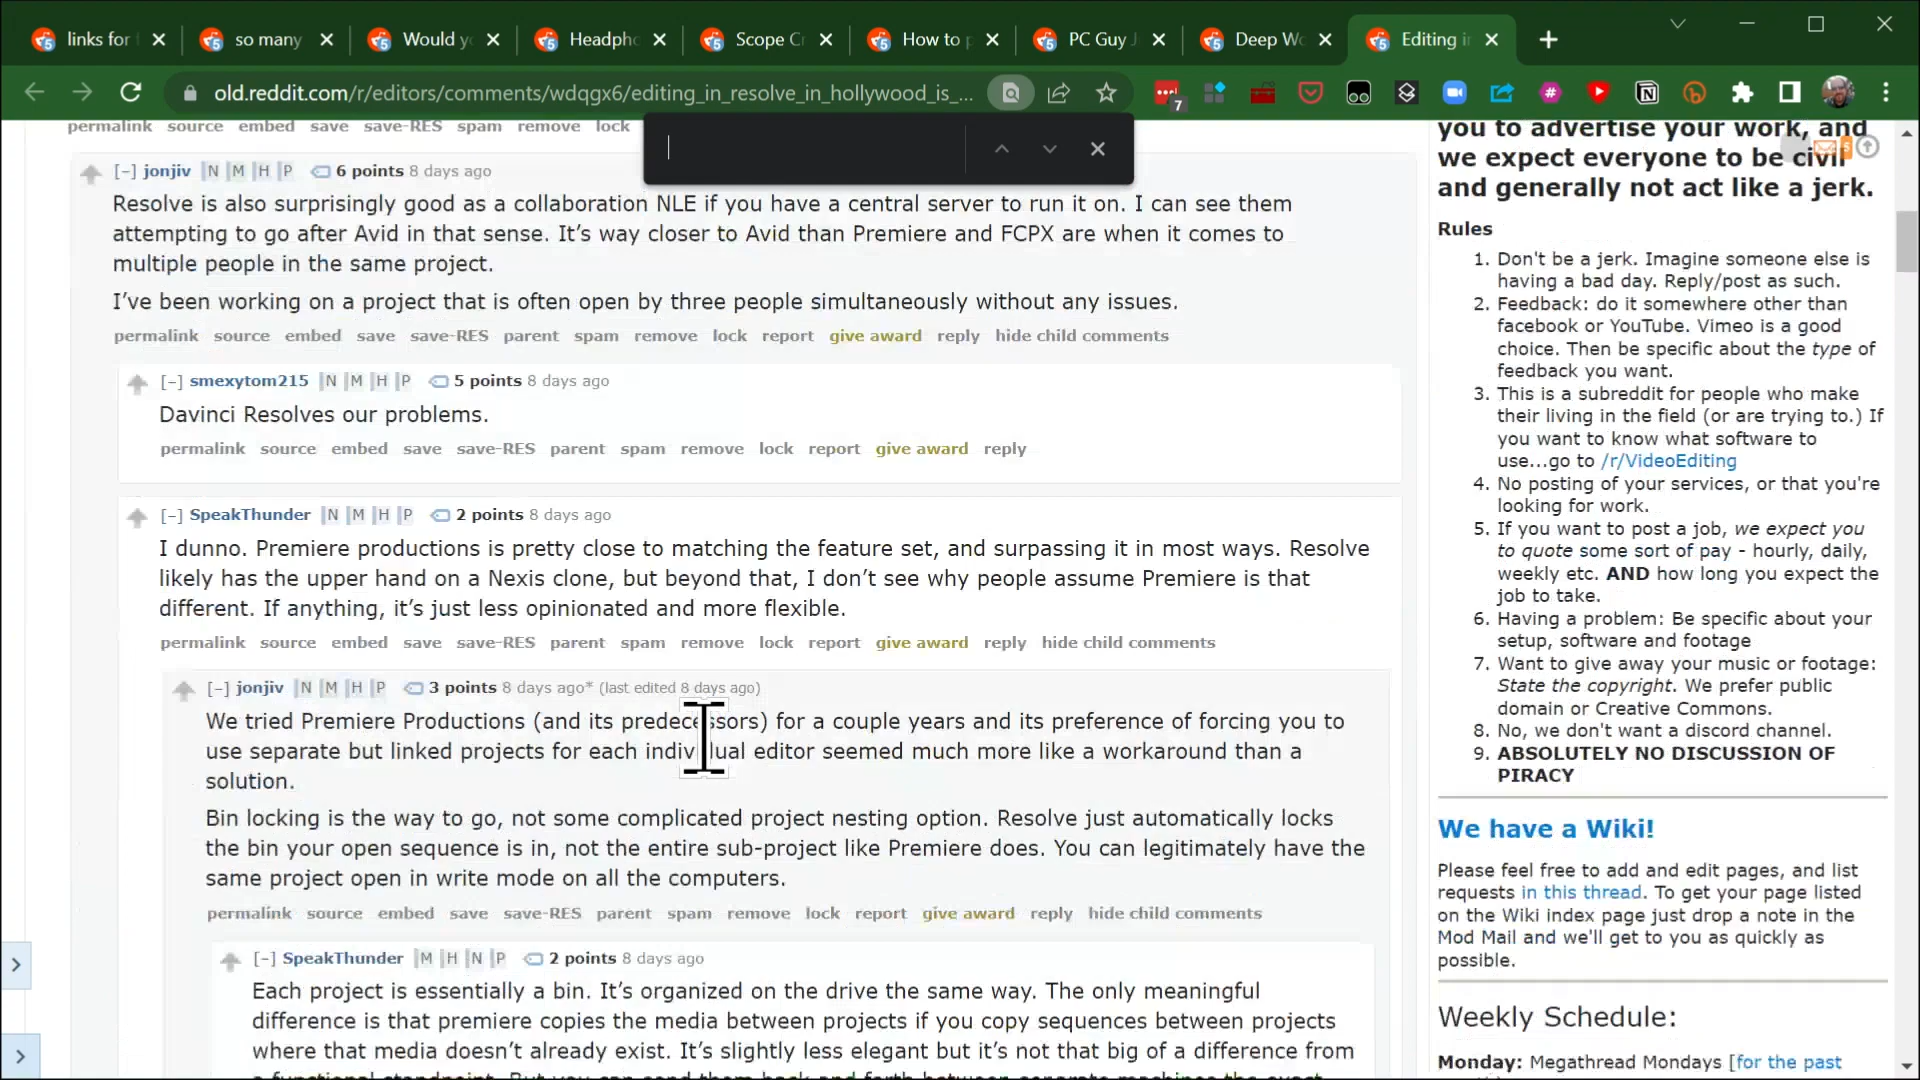 links for
so many
Would y
Headpho
Scope C
How to p
PC Guy J
Deep Wo
Editing i
old.reddit.com/r/editors/comments/wdqgx6/editing_in_resolve_in_hollywood_is_...
7
permalink source embed save save-RES spam remove lock
[–] jonjiv N M H P 6 points 8 days ago
Resolve is also surprisingly good as a collaboration NLE if you have a central server to run it on. I can see them
attempting to go after Avid in that sense. It’s way closer to Avid than Premiere and FCPX are when it comes to
multiple people in the same project.
I’ve been working on a project that is often open by three people simultaneously without any issues.
permalink source embed save save-RES parent spam remove lock report give award reply hide child comments
[–] smexytom215 N M H P 5 points 8 days ago
Davinci Resolves our problems.
permalink source embed save save-RES parent spam remove lock report give award reply
[–] SpeakThunder N M H P 2 points 8 days ago
I dunno. Premiere productions is pretty close to matching the feature set, and surpassing it in most ways. Resolve
likely has the upper hand on a Nexis clone, but beyond that, I don’t see why people assume Premiere is that
different. If anything, it’s just less opinionated and more flexible.
permalink source embed save save-RES parent spam remove lock report give award reply hide child comments
[–] jonjiv N M H P 3 points 8 days ago* (last edited 8 days ago)
We tried Premiere Productions (and its predecessors) for a couple years and its preference of forcing you to
use separate but linked projects for each individual editor seemed much more like a workaround than a
solution.
Bin locking is the way to go, not some complicated project nesting option. Resolve just automatically locks
the bin your open sequence is in, not the entire sub-project like Premiere does. You can legitimately have the
same project open in write mode on all the computers.
permalink source embed save save-RES parent spam remove lock report give award reply hide child comments
[–] SpeakThunder M H N P 2 points 8 days ago
Each project is essentially a bin. It’s organized on the drive the same way. The only meaningful
difference is that premiere copies the media between projects if you copy sequences between projects
where that media doesn’t already exist. It’s slightly less elegant but it’s not that big of a difference from
you to advertise your work, and
we expect everyone to be civil
and generally not act like a jerk.
Rules
1. Don't be a jerk. Imagine someone else is
having a bad day. Reply/post as such.
2. Feedback: do it somewhere other than
facebook or YouTube. Vimeo is a good
choice. Then be specific about the type of
feedback you want.
3. This is a subreddit for people who make
their living in the field (or are trying to.) If
you want to know what software to
use...go to /r/VideoEditing
4. No posting of your services, or that you're
looking for work.
5. If you want to post a job, we expect you
to quote some sort of pay - hourly, daily,
weekly etc. AND how long you expect the
job to take.
6. Having a problem: Be specific about your
setup, software and footage
7. Want to give away your music or footage:
State the copyright. We prefer public
domain or Creative Commons.
8. No, we don't want a discord channel.
9. ABSOLUTELY NO DISCUSSION OF
PIRACY
We have a Wiki!
Please feel free to add and edit pages, and list
requests in this thread. To get your page listed
on the Wiki index page just drop a note in the
Mod Mail and we'll get to you as quickly as
possible.
Weekly Schedule:
Monday: Megathread Mondays [for the past